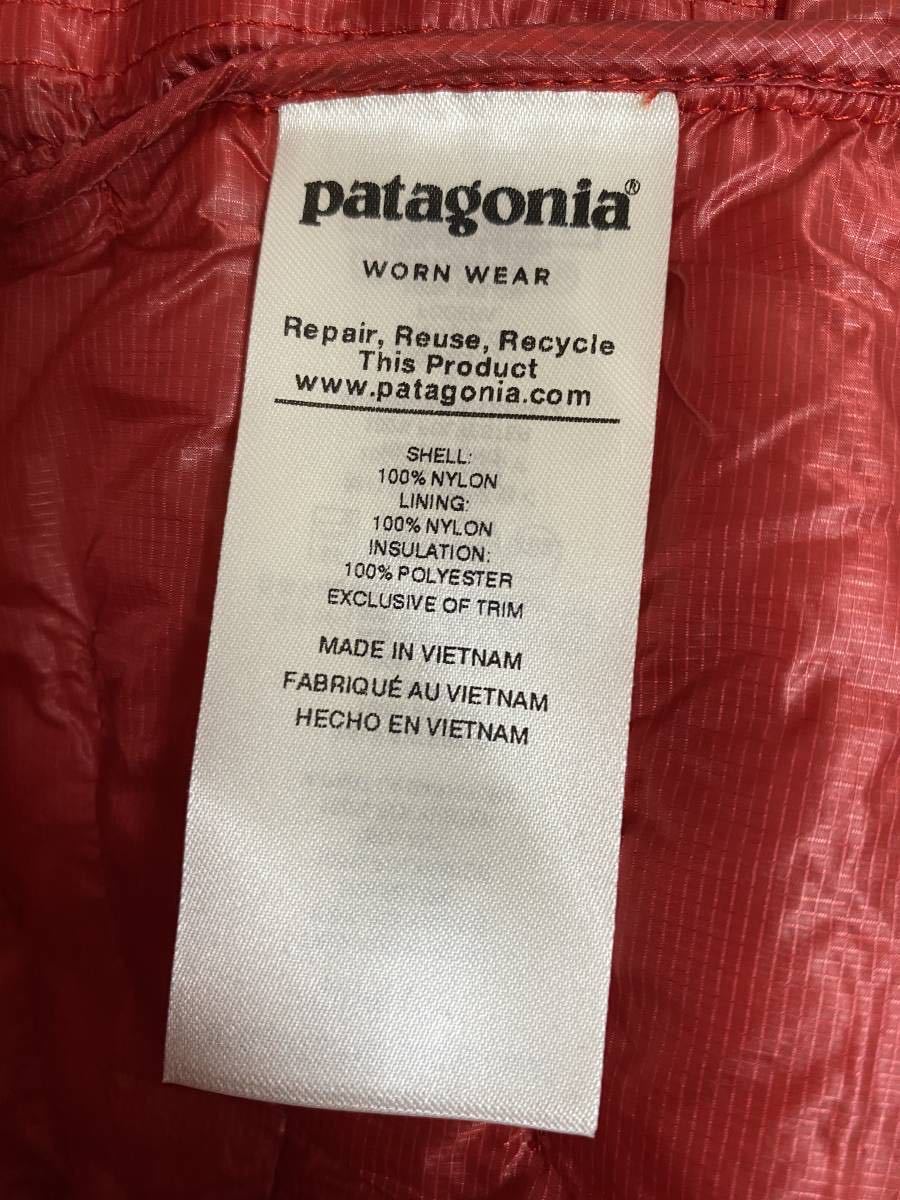 patagonia®
WORN WEAR
Repair, Reuse, Recycle
This Product
www.patagonia.com
SHELL:
100% NYLON
LINING:
100% NYLON
INSULATION:
100% POLYESTER
EXCLUSIVE OF TRIM
MADE IN VIETNAM
FABRIQUÉ AU VIETNAM
HECHO EN VIETNAM